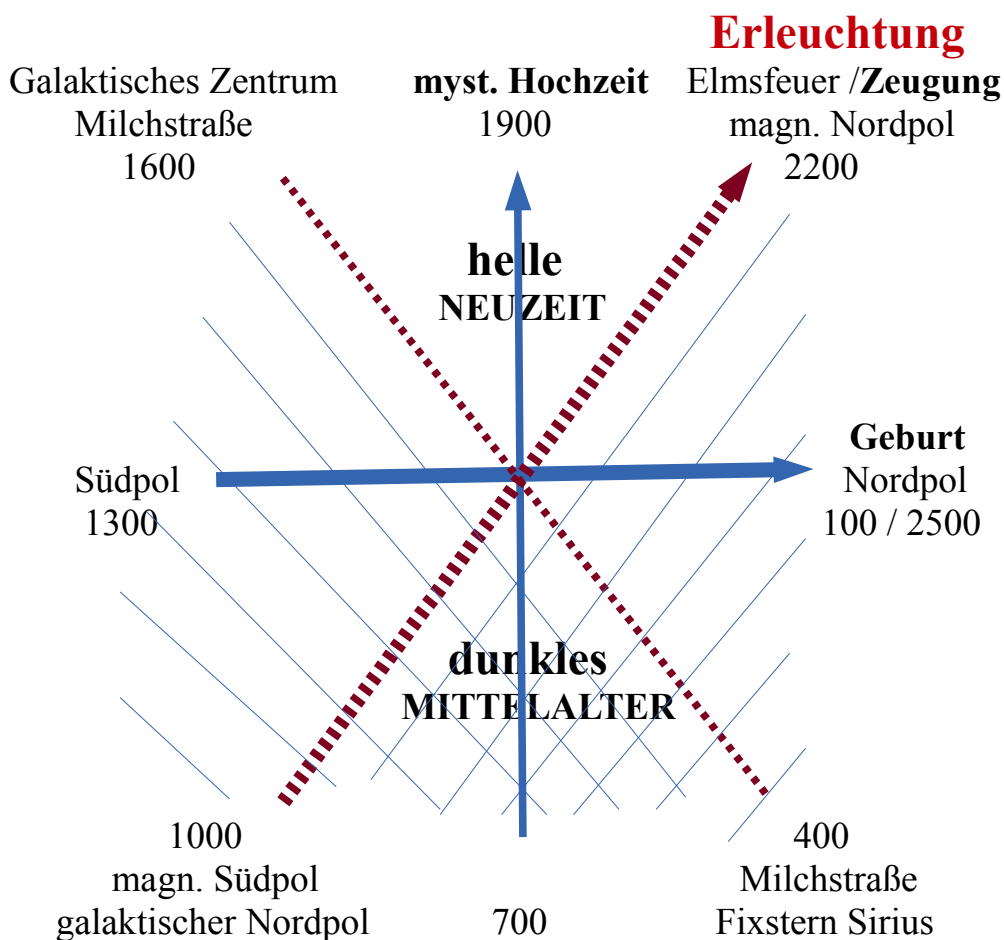 Erleuchtung
Galaktisches Zentrum
Milchstraße
1600
myst. Hochzeit
1900
Elmsfeuer /Zeugung
magn. Nordpol
2200
helle
NEUZEIT
Südpol
1300
Geburt
Nordpol
100 / 2500
dunkles
MITTELALTER
1000
magn. Südpol
galaktischer Nordpol
700
400
Milchstraße
Fixstern Sirius